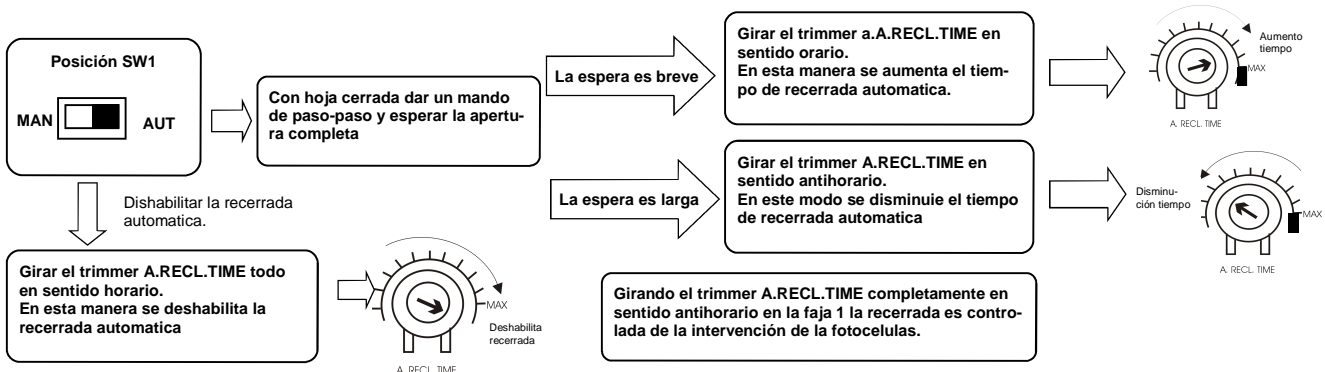 Posición SW1
MAN
AUT
Con hoja cerrada dar un mando
de paso-paso y esperar la apertu-
ra completa
La espera es breve
Girar el trimmer a.A.RECL.TIME en
sentido orario.
En esta manera se aumenta el tiem-
po de recerrada automatica.
Aumento
tiempo
MAX
A. RECL. TIME
La espera es larga
Girar el trimmer A.RECL.TIME en
sentido antihorario.
En este modo se disminuie el tiempo
de recerrada automatica
Disminu-
ción tiempo
MAX
A. RECL. TIME
Dishabilitar la recerrada
automatica.
Girar el trimmer A.RECL.TIME todo
en sentido horario.
En esta manera se deshabilita la
recerrada automatica
MAX
Deshabilita
recerrada
A. RECL. TIME
Girando el trimmer A.RECL.TIME completamente en
sentido antihorario en la faja 1 la recerrada es contro-
lada de la intervención de la fotocelulas.